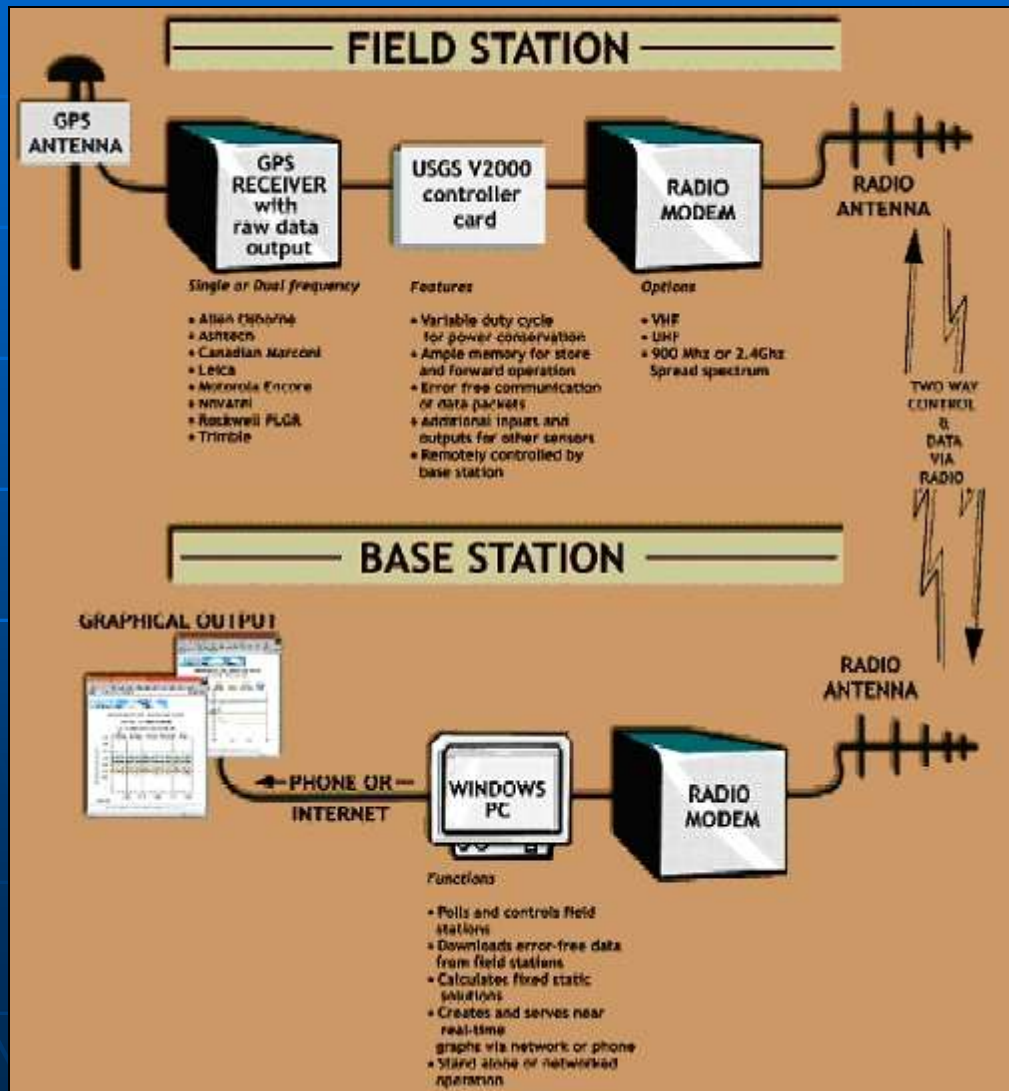 FIELD STATION
GPS
ANTENNA
GPS
RECEIVER
with
raw data
output
USGS V2000
controller
card
RADIO
MODEM
RADIO
ANTENNA
Single or Dual frequency
• Allen Osborne
• Ashtech
• Canadian Marconi
• Leica
• Motorola Encore
• Novatel
• Rockwell PLGR
• Trimble
Features
• Variable duty cycle
for power conservation
• Ample memory for store
and forward operation
• Error free communication
of data packets
• Additional inputs and
outputs for other sensors
• Remotely controlled by
base station
Options
• VHF
• UHF
• 900 Mhz or 2.4Ghz
Spread spectrum
TWO WAY
CONTROL
&
DATA
VIA
RADIO
BASE STATION
GRAPHICAL OUTPUT
PHONE OR
INTERNET
WINDOWS
PC
RADIO
MODEM
RADIO
ANTENNA
Functions
• Polls and controls field
stations
• Downloads error-free data
from field stations
• Calculates fixed static
solutions
• Creates and serves near
real-time
graphs via network or phone
• Stand alone or networked
operation